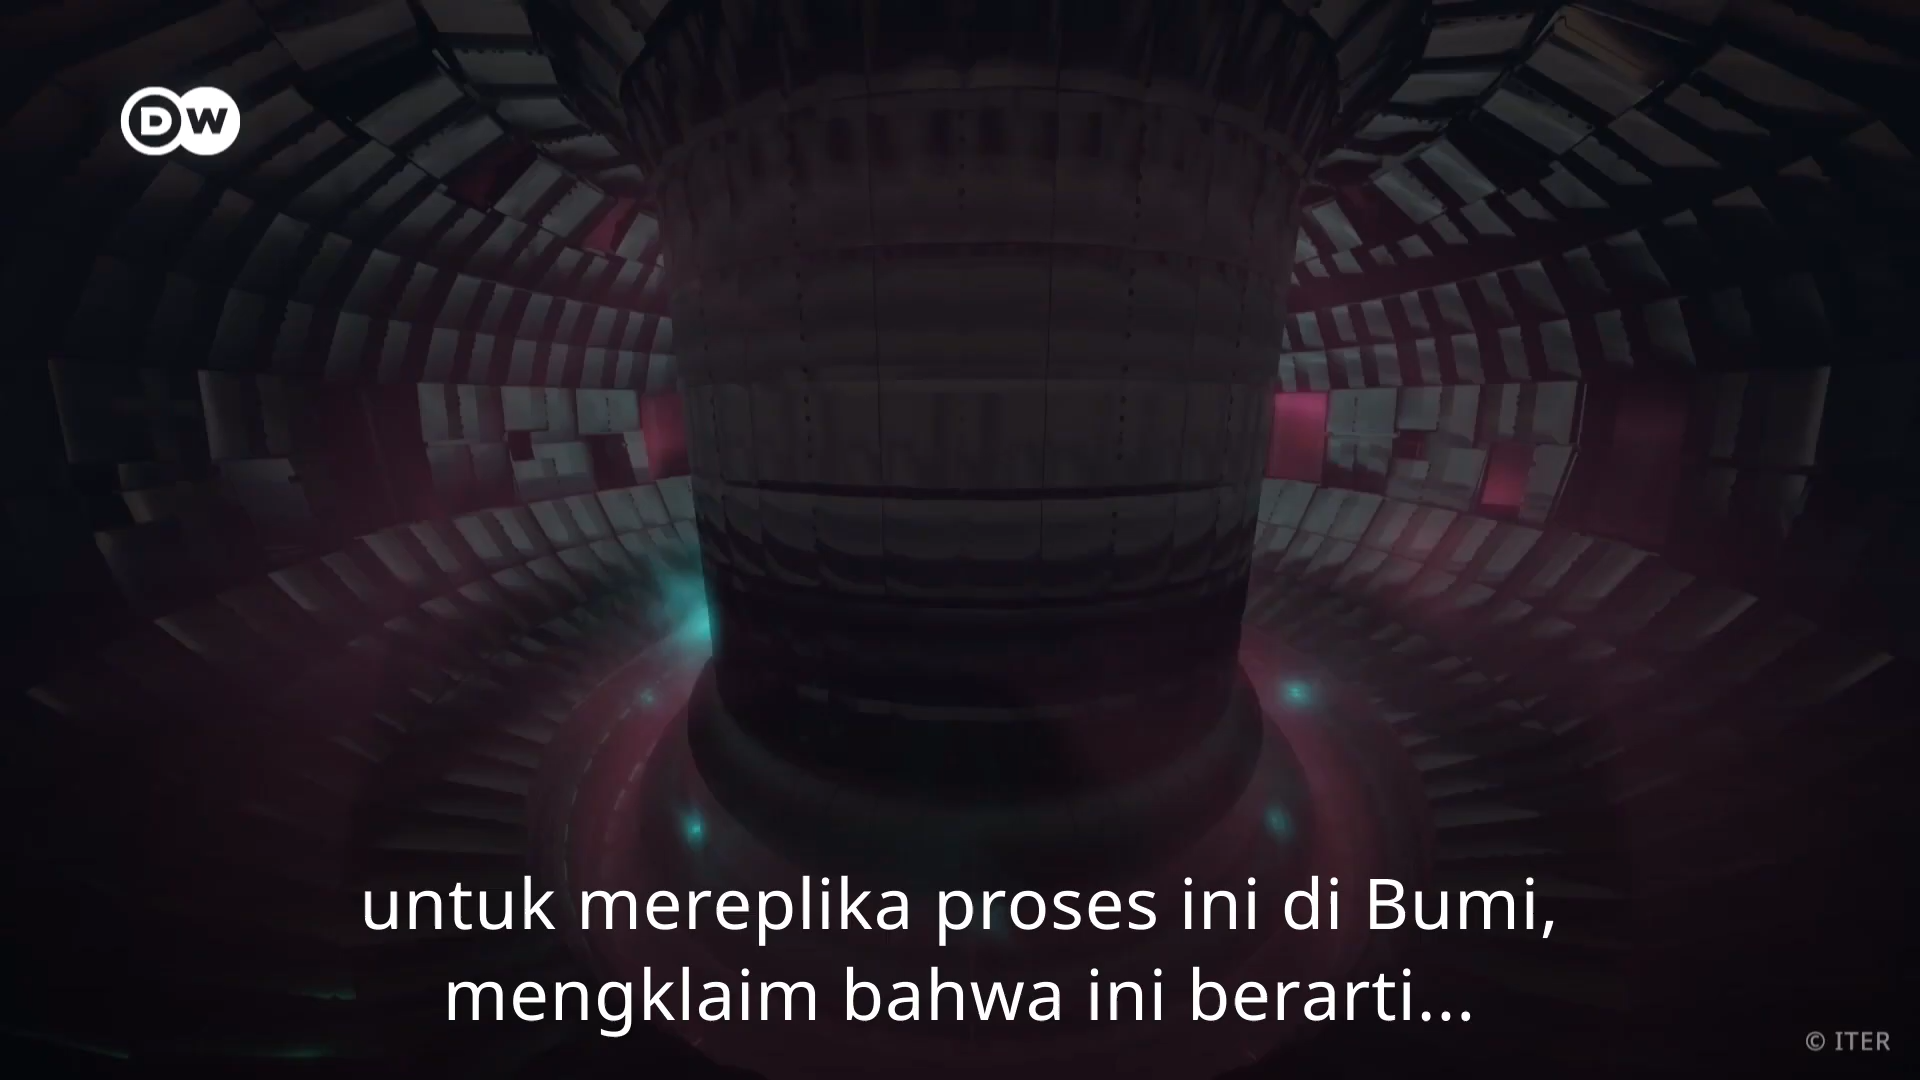 DW
untuk mereplika proses ini di Bumi,
mengklaim bahwa ini berarti...
© ITER